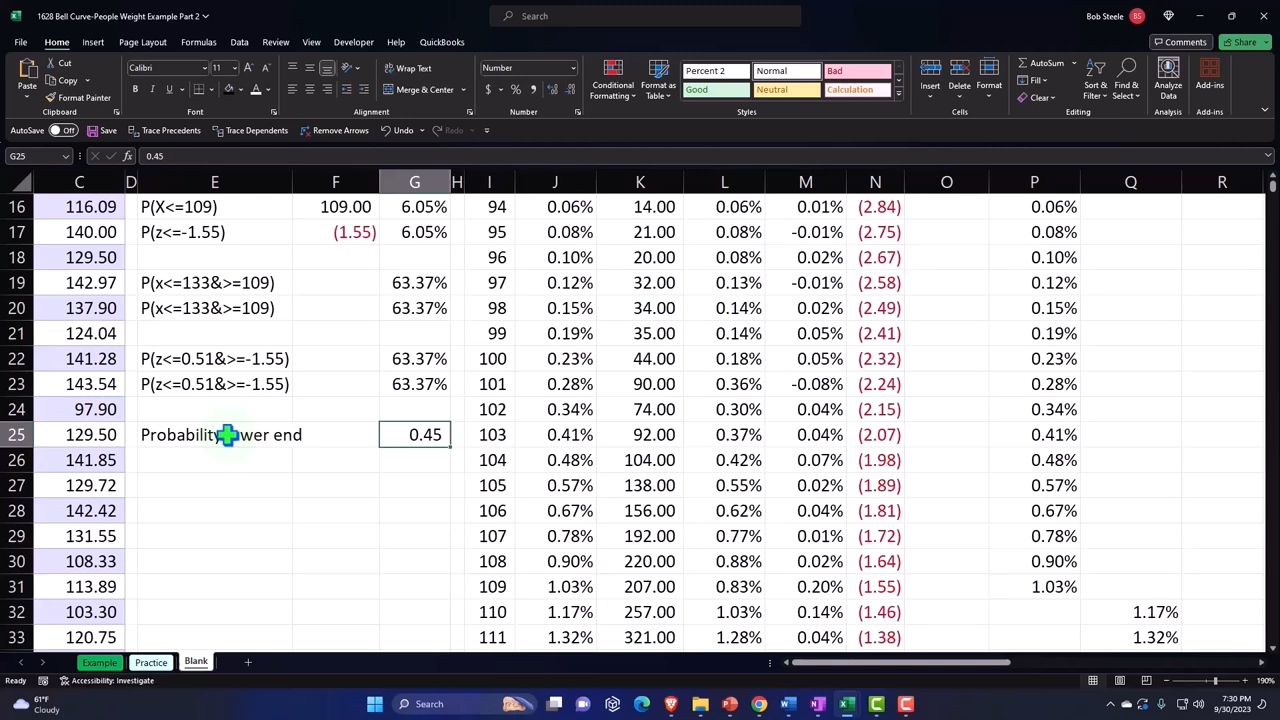 1628 Bell Curve-People Weight Example Part 2
Search
Bob Steele
BS
File Home Insert Page Layout Formulas Data Review View Developer Help QuickBooks
Comments
Share
Paste
Cut
Copy
Format Painter
Clipboard
Calibri
11
Font
Wrap Text
Merge & Center
Alignment
Number
Number
Conditional Formatting
Format as Table
Percent 2 Normal Bad
Good Neutral Calculation
Styles
Insert Delete Format
Cells
AutoSum
Fill
Clear
Sort & Filter
Find & Select
Editing
Analyze Data
Analysis
Add-ins
Add-ins
AutoSave Off Save Trace Precedents Trace Dependents Remove Arrows Undo Redo
G25 fx 0.45
C D E F G H I J K L M N O P Q R
16 116.09 P(X<=109) 109.00 6.05% 94 0.06% 14.00 0.06% 0.01% (2.84) 0.06%
17 140.00 P(z<=-1.55) (1.55) 6.05% 95 0.08% 21.00 0.08% -0.01% (2.75) 0.08%
18 129.50 96 0.10% 20.00 0.08% 0.02% (2.67) 0.10%
19 142.97 P(x<=133&>=109) 63.37% 97 0.12% 32.00 0.13% -0.01% (2.58) 0.12%
20 137.90 P(x<=133&>=109) 63.37% 98 0.15% 34.00 0.14% 0.02% (2.49) 0.15%
21 124.04 99 0.19% 35.00 0.14% 0.05% (2.41) 0.19%
22 141.28 P(z<=0.51&>=-1.55) 63.37% 100 0.23% 44.00 0.18% 0.05% (2.32) 0.23%
23 143.54 P(z<=0.51&>=-1.55) 63.37% 101 0.28% 90.00 0.36% -0.08% (2.24) 0.28%
24 97.90 102 0.34% 74.00 0.30% 0.04% (2.15) 0.34%
25 129.50 Probability end 0.45 103 0.41% 92.00 0.37% 0.04% (2.07) 0.41%
26 141.85 104 0.48% 104.00 0.42% 0.07% (1.98) 0.48%
27 129.72 105 0.57% 138.00 0.55% 0.02% (1.89) 0.57%
28 142.42 106 0.67% 156.00 0.62% 0.04% (1.81) 0.67%
29 131.55 107 0.78% 192.00 0.77% 0.01% (1.72) 0.78%
30 108.33 108 0.90% 220.00 0.88% 0.02% (1.64) 0.90%
31 113.89 109 1.03% 207.00 0.83% 0.20% (1.55) 1.03%
32 103.30 110 1.17% 257.00 1.03% 0.14% (1.46) 1.17%
33 120.75 111 1.32% 321.00 1.28% 0.04% (1.38) 1.32%
Example Practice Blank
Ready Accessibility: Investigate
190%
61°F
Cloudy
Search
7:30 PM
9/30/2023